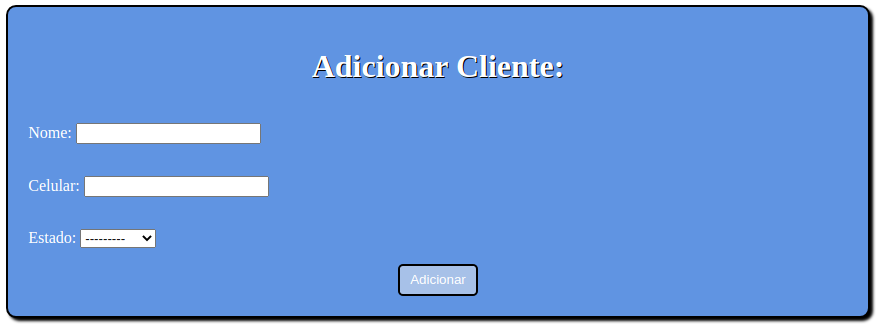 Adicionar Cliente:
Nome:
Celular:
Estado: ---------
Adicionar